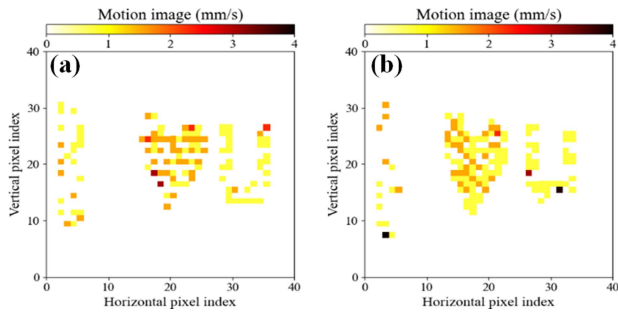 Motion image (mm/s)
0 1 2 3 4
(a)
Vertical pixel index
40
30
20
10
0
0 10 20 30 40
Horizontal pixel index
Motion image (mm/s)
0 1 2 3 4
(b)
Vertical pixel index
40
30
20
10
0
0 10 20 30 40
Horizontal pixel index